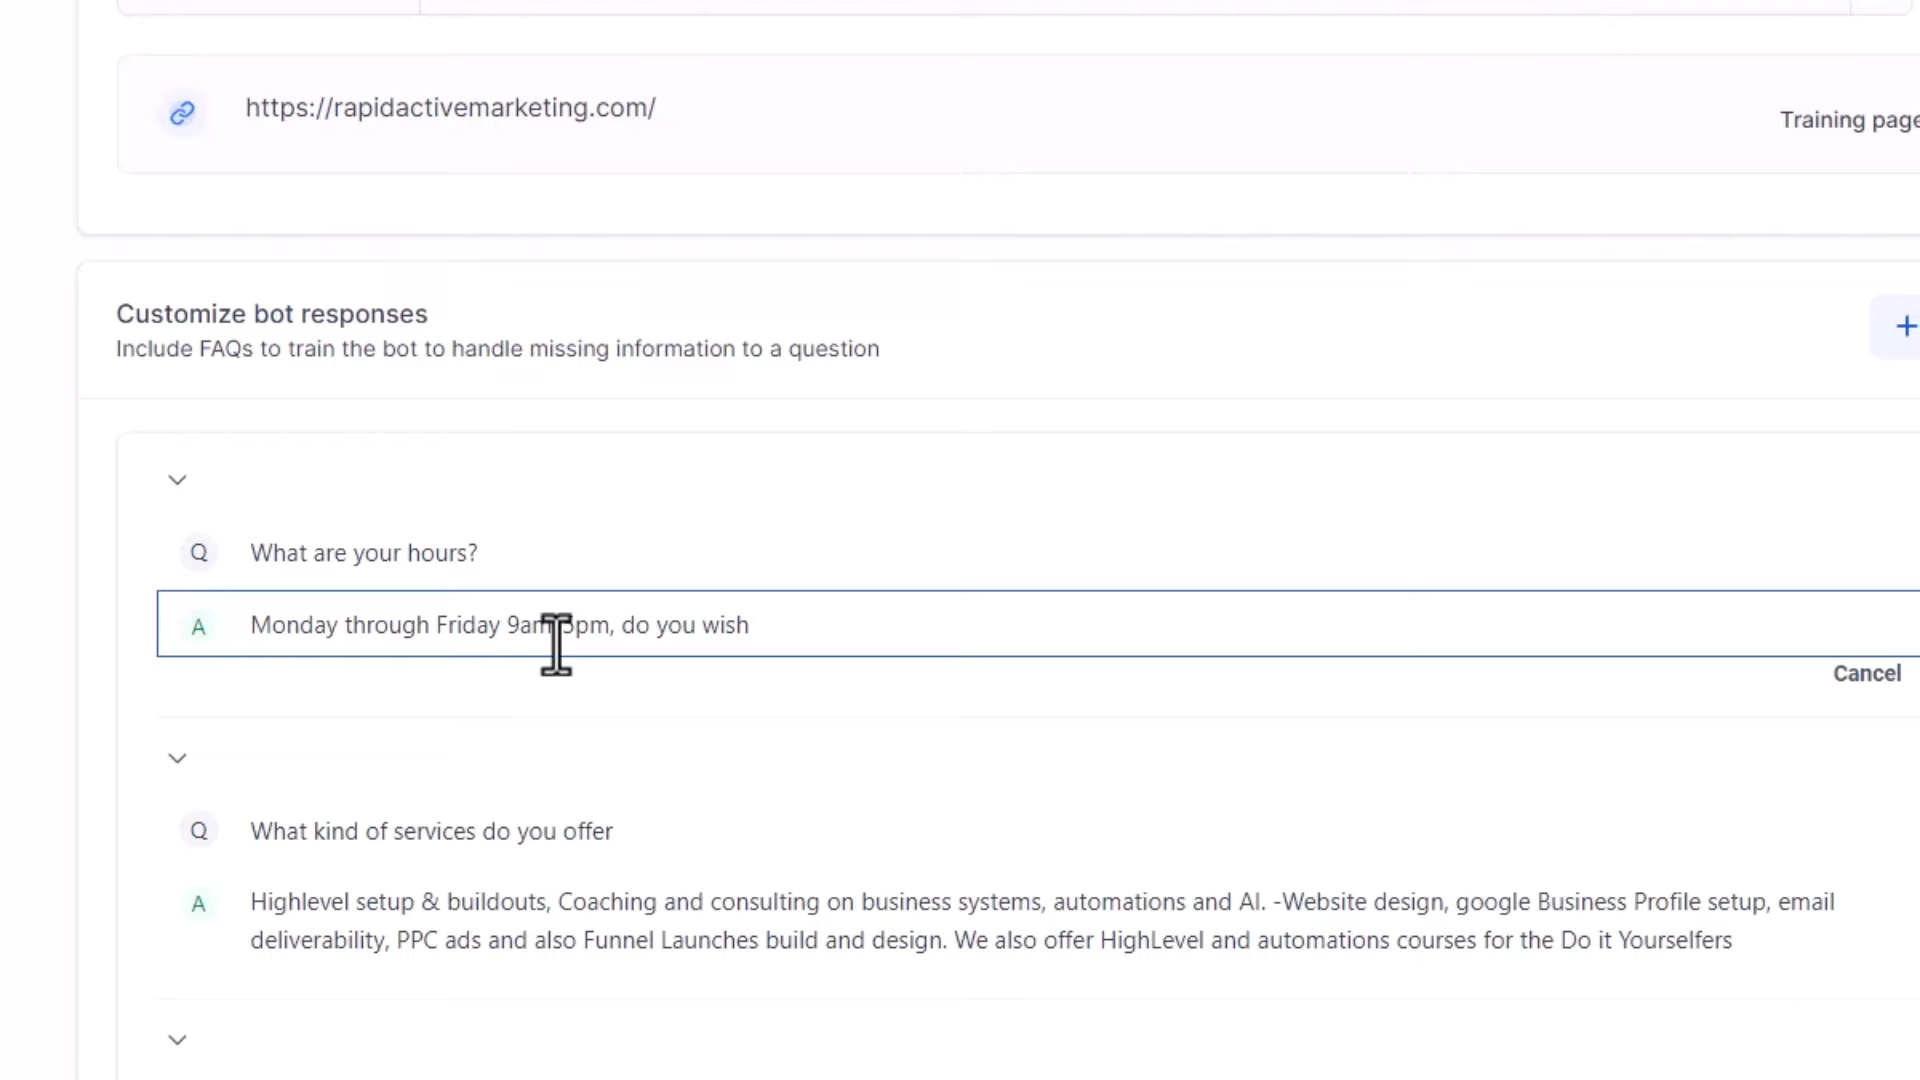 https://rapidactivemarketing.com/
Training page
Customize bot responses
Include FAQs to train the bot to handle missing information to a question
Q What are your hours?
A Monday through Friday 9am-5pm, do you wish
Cancel
Q What kind of services do you offer
A Highlevel setup & buildouts, Coaching and consulting on business systems, automations and AI. -Website design, google Business Profile setup, email
deliverability, PPC ads and also Funnel Launches build and design. We also offer HighLevel and automations courses for the Do it Yourselfers